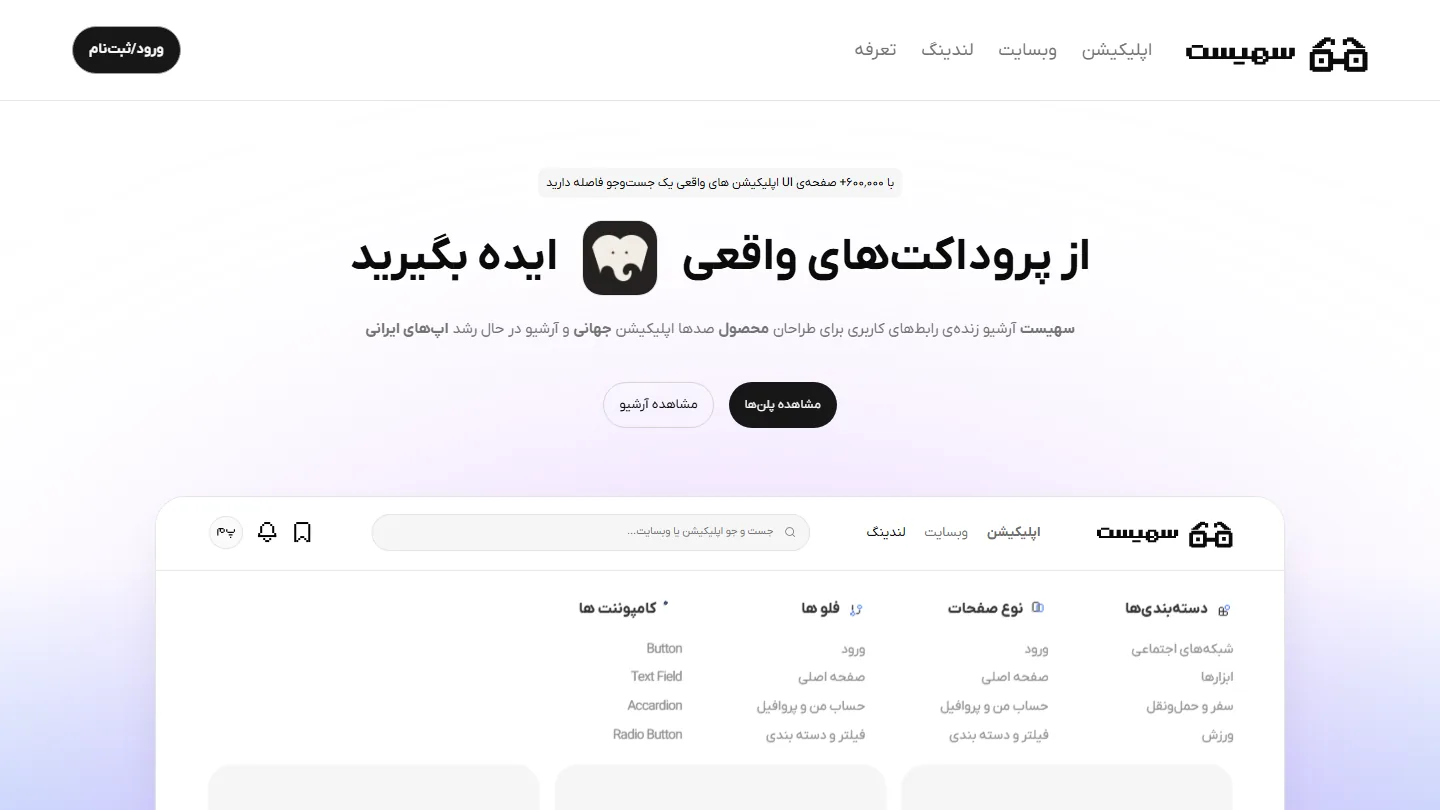 سهیست
اپلیکیشن وبسایت لندینگ تعرفه
ورود/ثبت‌نام
با ۶۰۰,۰۰۰+ صفحه‌ی UI اپلیکیشن های واقعی یک جست‌وجو فاصله دارید
از پروداکت‌های واقعی ایده بگیرید
سهیست آرشیو زنده‌ی رابط‌های کاربری برای طراحان محصول صدها اپلیکیشن جهانی و آرشیو در حال رشد اپ‌های ایرانی
مشاهده پلن‌ها
مشاهده آرشیو
سهیست
اپلیکیشن وبسایت لندینگ
جست و جو اپلیکیشن یا وبسایت...
پ‌م
دسته‌بندی‌ها
شبکه‌های اجتماعی
ابزارها
سفر و حمل‌ونقل
ورزش
نوع صفحات
ورود
صفحه اصلی
حساب من و پروافیل
فیلتر و دسته بندی
فلو ها
ورود
صفحه اصلی
حساب من و پروافیل
فیلتر و دسته بندی
کامپوننت ها
Button
Text Field
Accardion
Radio Button